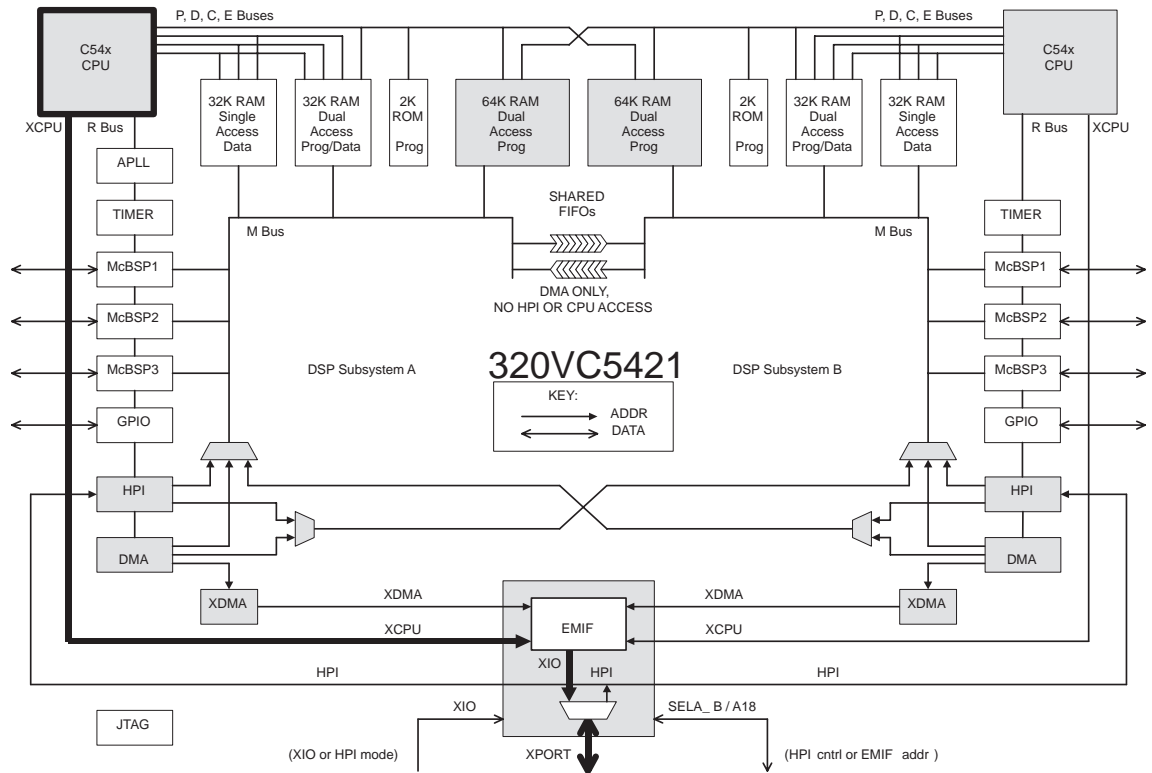 P, D, C, E Buses
P, D, C, E Buses
C54x
CPU
C54x
CPU
32K RAM
Single
Access
Data
32K RAM
Dual
Access
Prog/Data
2K
ROM
Prog
64K RAM
Dual
Access
Prog
64K RAM
Dual
Access
Prog
2K
ROM
Prog
32K RAM
Dual
Access
Prog/Data
32K RAM
Single
Access
Data
XCPU
R Bus
R Bus
XCPU
APLL
TIMER
SHARED
FIFOs
TIMER
M Bus
M Bus
McBSP1
McBSP1
DMA ONLY,
NO HPI OR CPU ACCESS
McBSP2
McBSP2
McBSP3
DSP Subsystem A
320VC5421
DSP Subsystem B
McBSP3
KEY:
ADDR
DATA
GPIO
GPIO
HPI
HPI
DMA
DMA
XDMA
XDMA
XDMA
XDMA
XCPU
EMIF
XCPU
XIO
HPI
HPI
HPI
JTAG
XIO
SELA_ B / A18
(XIO or HPI mode)
XPORT
(HPI cntrl or EMIF addr )